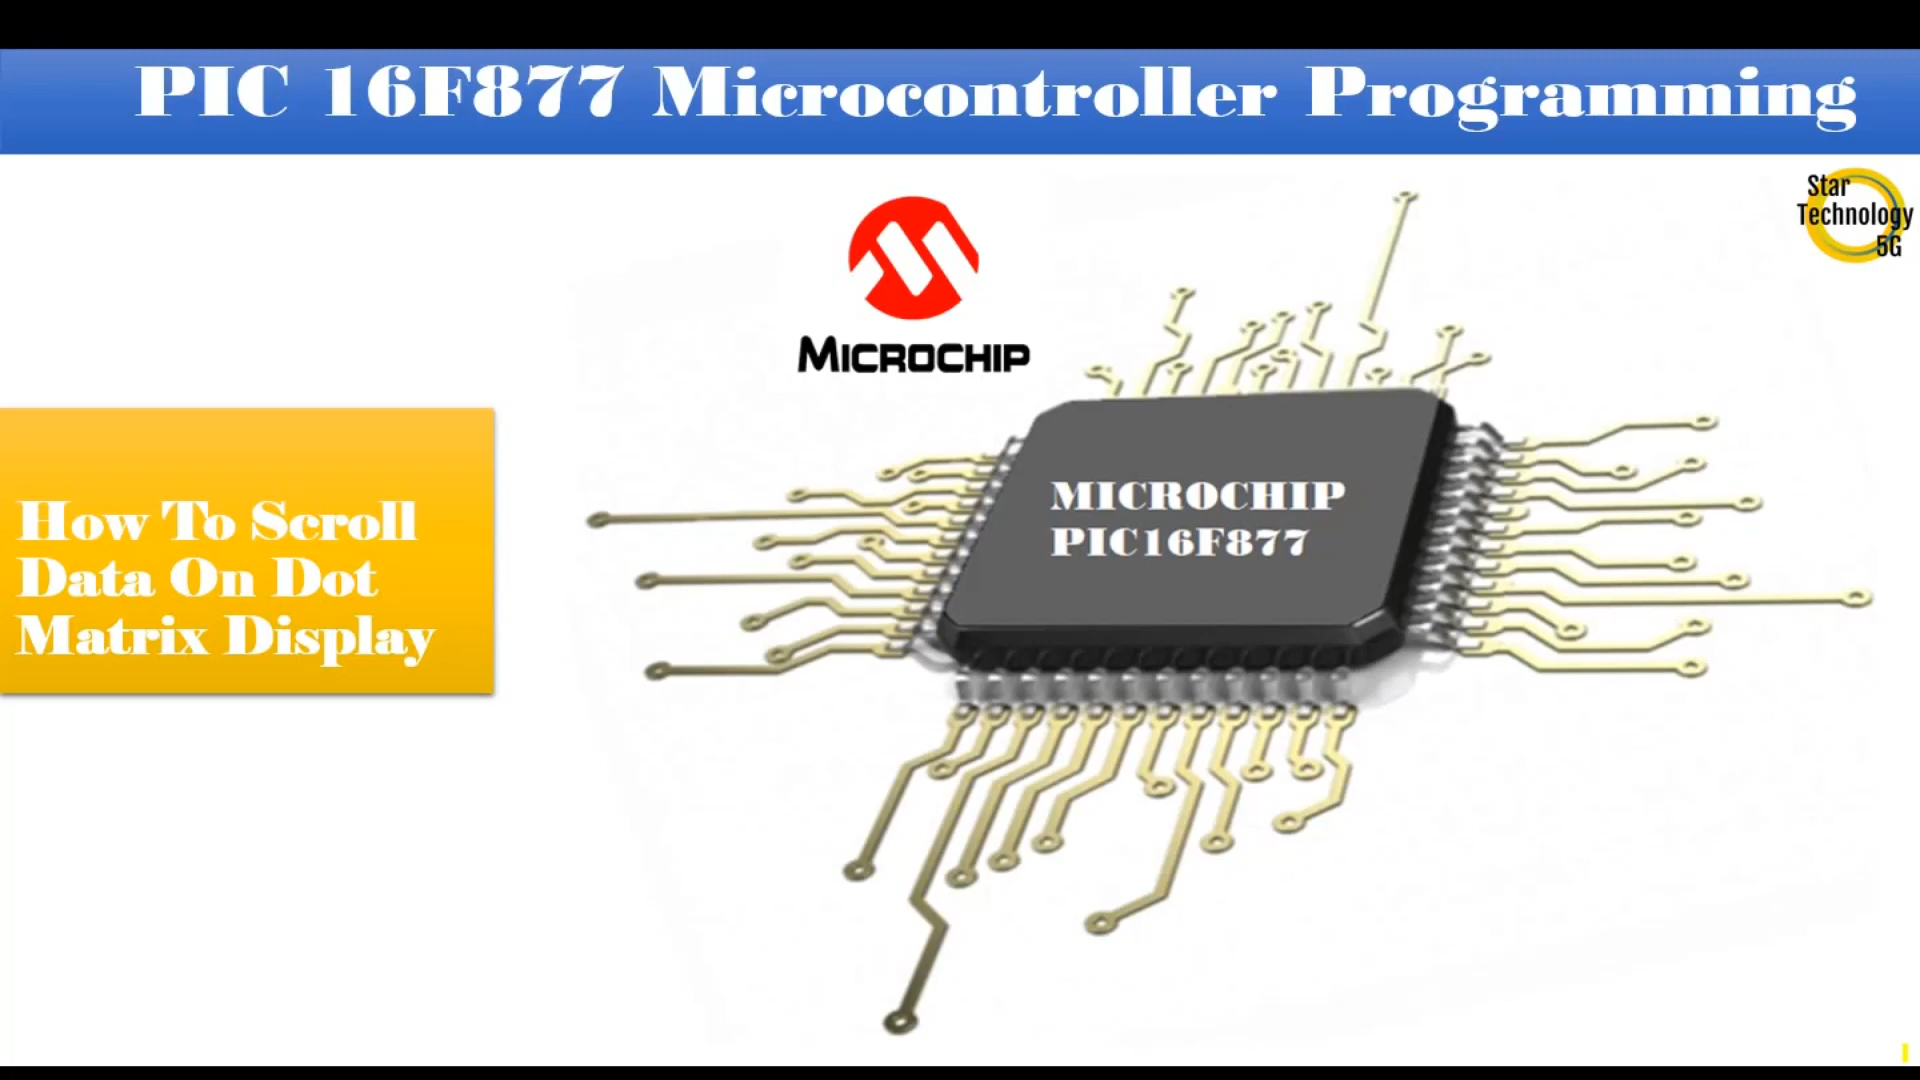 PIC 16F877 Microcontroller Programming
Star
Technology
5G
MICROCHIP
How To Scroll
Data On Dot
Matrix Display
MICROCHIP
PIC16F877